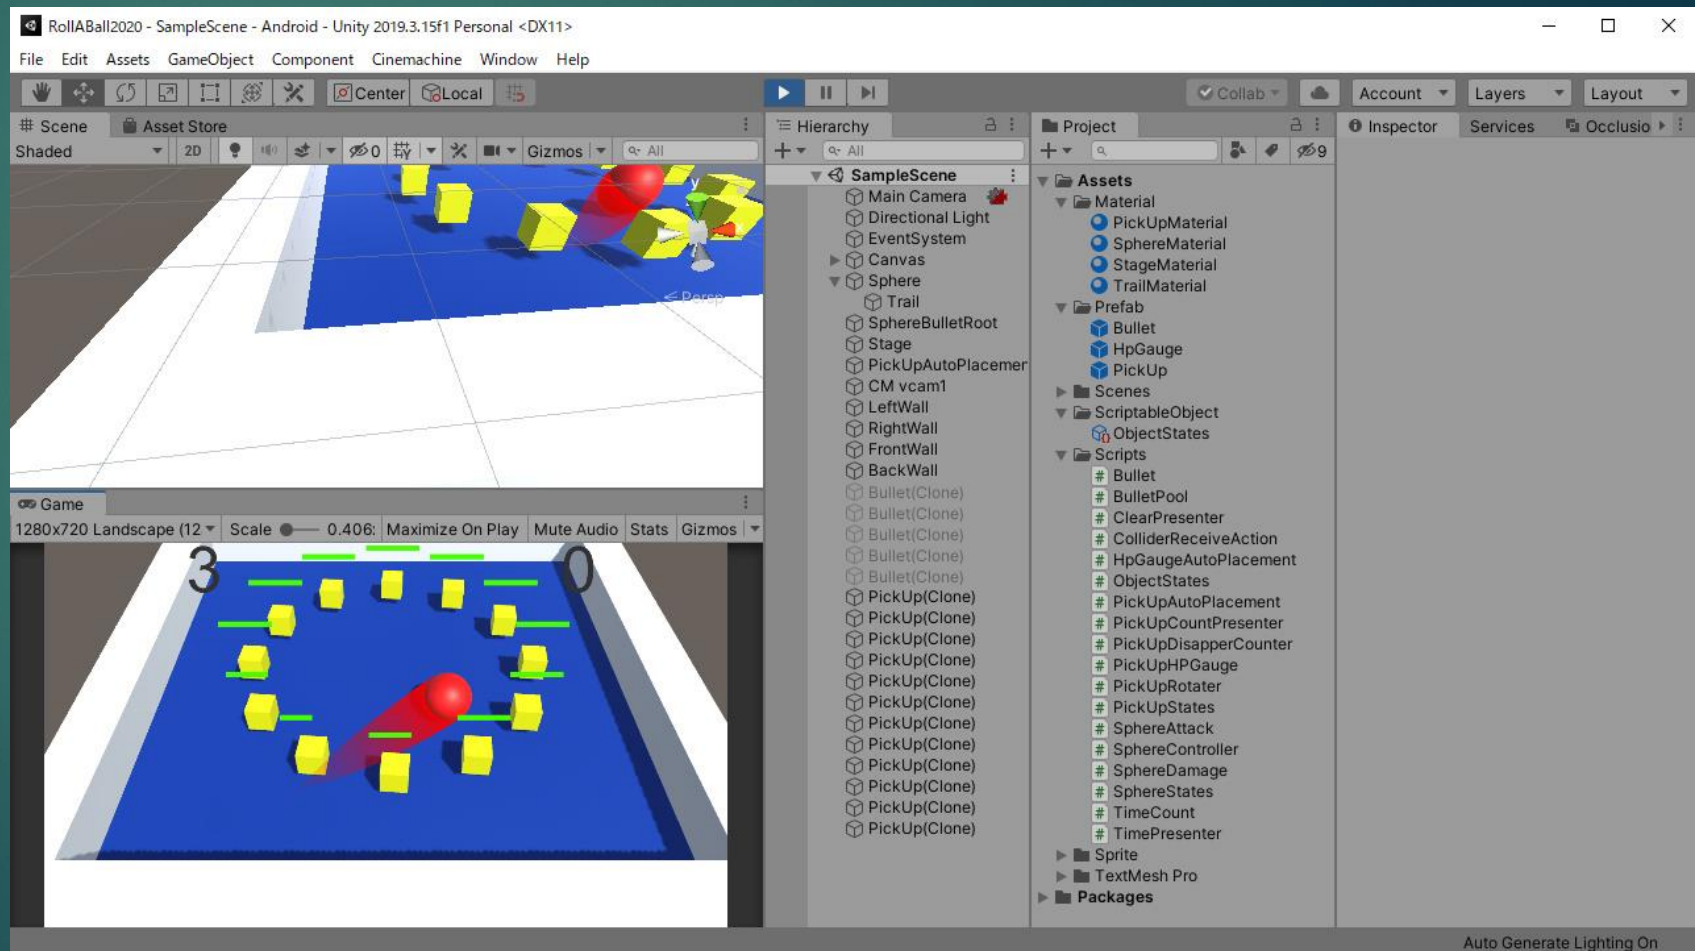 RollABall2020 - SampleScene - Android - Unity 2019.3.15f1 Personal <DX11>
File Edit Assets GameObject Component Cinemachine Window Help
Center Local Collab Account Layers Layout
Scene Asset Store
Shaded 2D 0 Gizmos All
y
Persp
Game
1280x720 Landscape (12 Scale 0.406: Maximize On Play Mute Audio Stats Gizmos
3 0
Hierarchy
All
SampleScene
Main Camera
Directional Light
EventSystem
Canvas
Sphere
Trail
SphereBulletRoot
Stage
PickUpAutoPlacemer
CM vcam1
LeftWall
RightWall
FrontWall
BackWall
Bullet(Clone)
Bullet(Clone)
Bullet(Clone)
Bullet(Clone)
Bullet(Clone)
PickUp(Clone)
PickUp(Clone)
PickUp(Clone)
PickUp(Clone)
PickUp(Clone)
PickUp(Clone)
PickUp(Clone)
PickUp(Clone)
PickUp(Clone)
PickUp(Clone)
PickUp(Clone)
PickUp(Clone)
Project
9
Assets
Material
PickUpMaterial
SphereMaterial
StageMaterial
TrailMaterial
Prefab
Bullet
HpGauge
PickUp
Scenes
ScriptableObject
ObjectStates
Scripts
# Bullet
# BulletPool
# ClearPresenter
# ColliderReceiveAction
# HpGaugeAutoPlacement
# ObjectStates
# PickUpAutoPlacement
# PickUpCountPresenter
# PickUpDisapperCounter
# PickUpHPGauge
# PickUpRotater
# PickUpStates
# SphereAttack
# SphereController
# SphereDamage
# SphereStates
# TimeCount
# TimePresenter
Sprite
TextMesh Pro
Packages
Inspector Services Occlusio
Auto Generate Lighting On